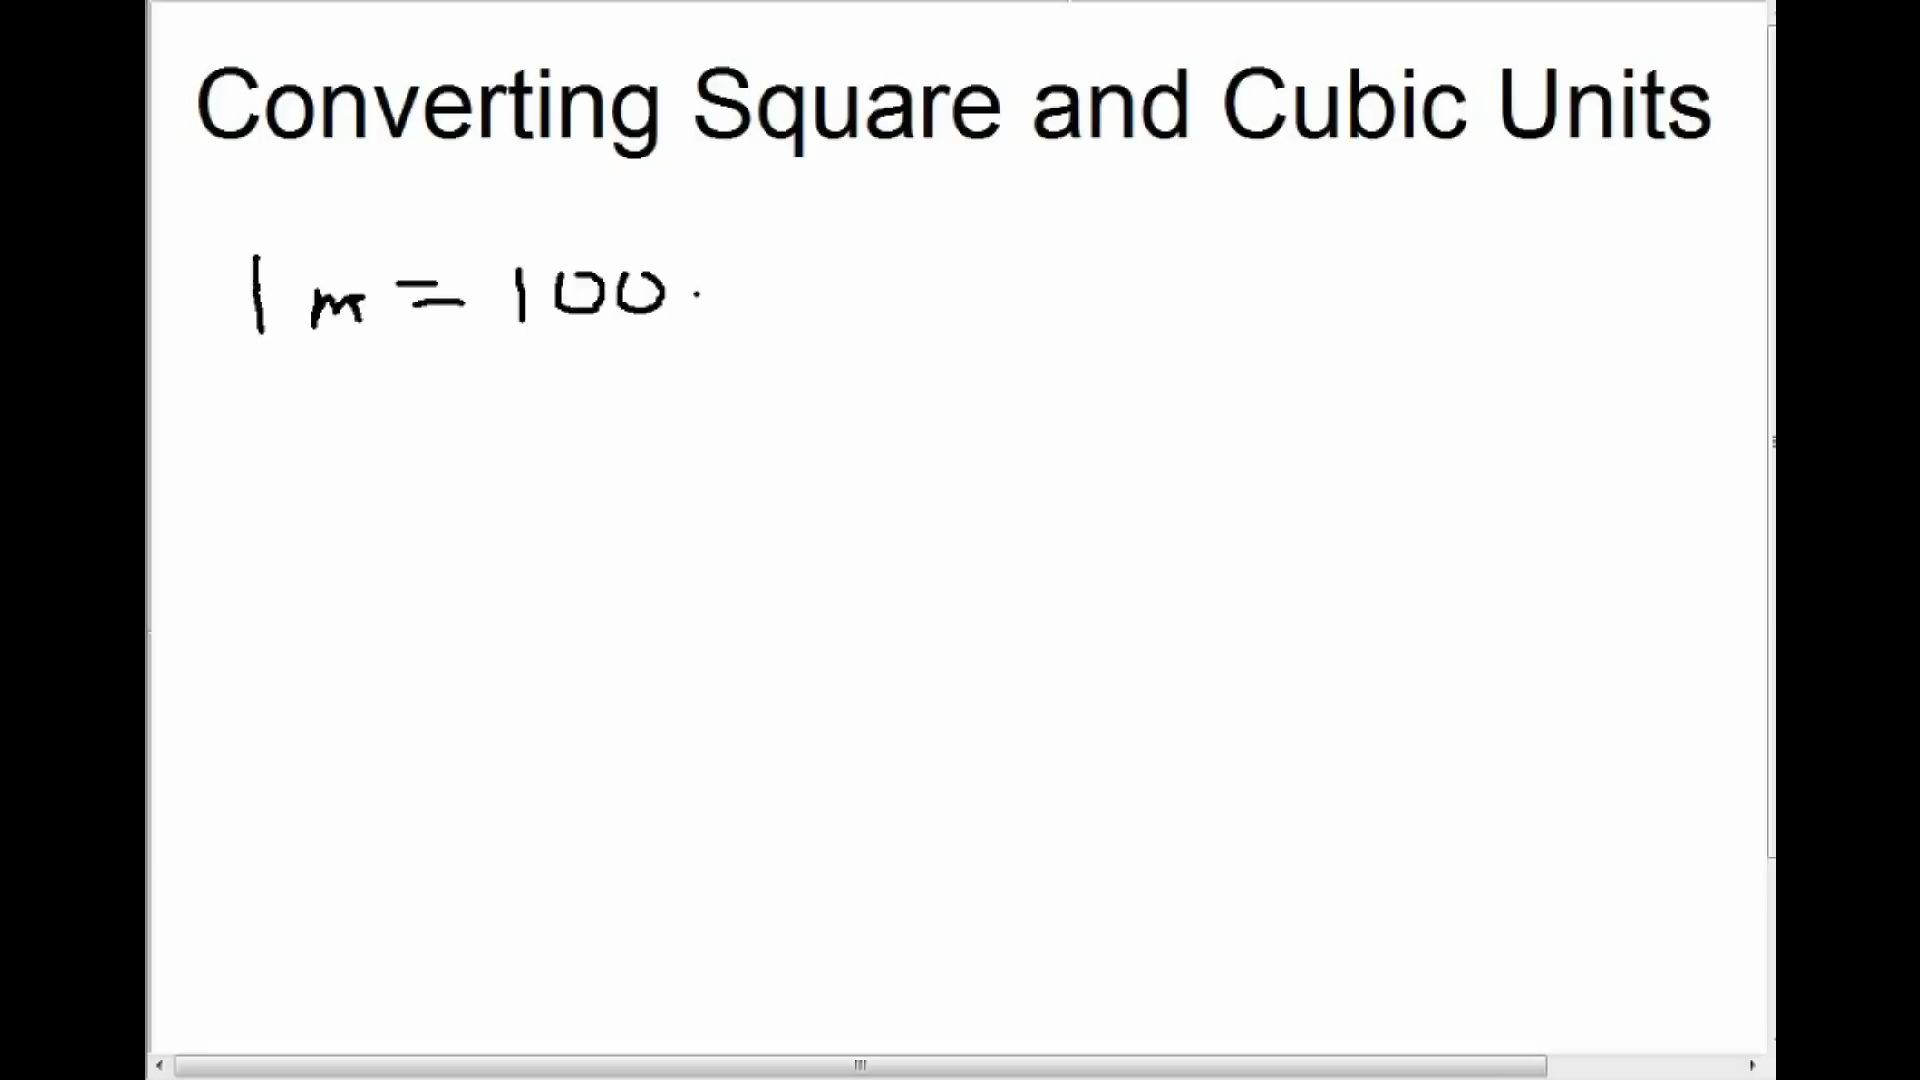 Converting Square and Cubic Units
1 m = 100